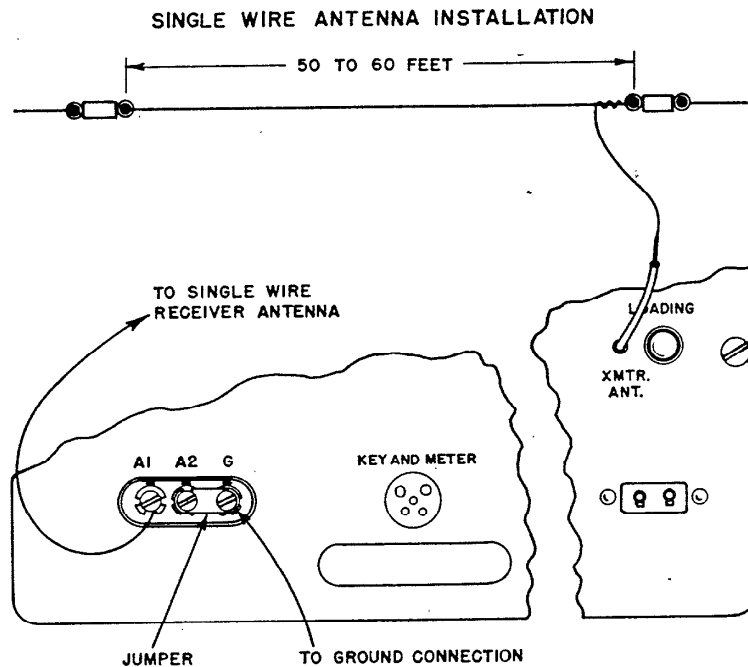 SINGLE WIRE ANTENNA INSTALLATION
50 TO 60 FEET
TO SINGLE WIRE
RECEIVER ANTENNA
LOADING
XMTR.
ANT.
A1 A2 G
KEY AND METER
JUMPER
TO GROUND CONNECTION